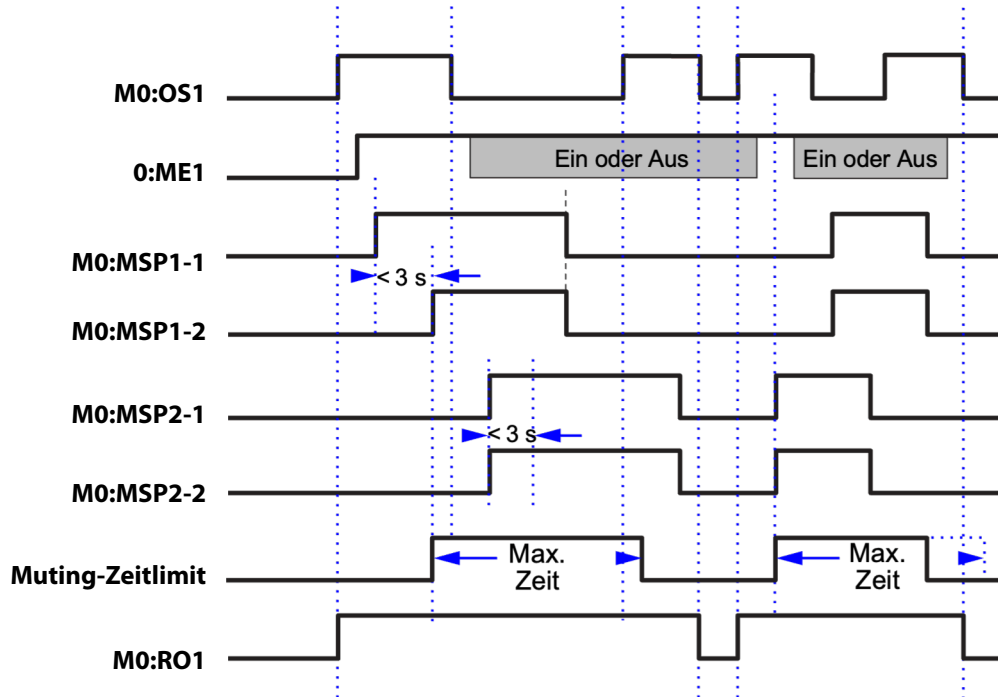 M0:OS1
0:ME1
Ein oder Aus
Ein oder Aus
M0:MSP1-1
< 3 s
M0:MSP1-2
M0:MSP2-1
< 3 s
M0:MSP2-2
Muting-Zeitlimit
Max.
Zeit
Max.
Zeit
M0:RO1